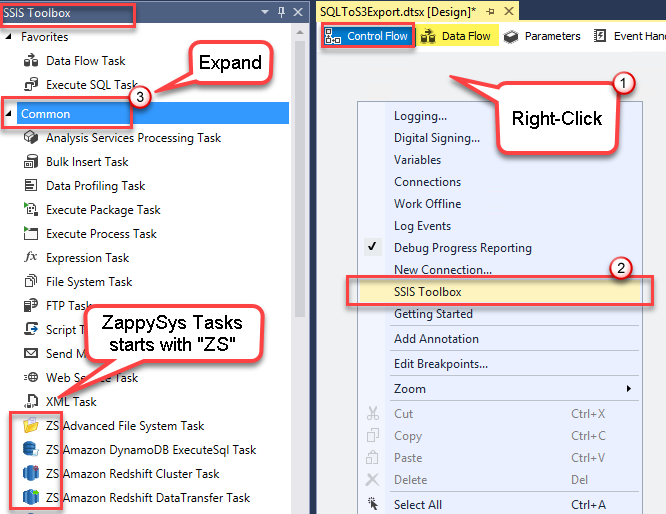 SSIS Toolbox
Favorites
Data Flow Task
Execute SQL Task
3
Expand
Common
Analysis Services Processing Task
Bulk Insert Task
Data Profiling Task
Execute Package Task
Execute Process Task
Expression Task
File System Task
FTP Task
Script T
Send M
Web Service Task
XML Task
ZappySys Tasks
starts with "ZS"
ZS Advanced File System Task
ZS Amazon DynamoDB ExecuteSql Task
ZS Amazon Redshift Cluster Task
ZS Amazon Redshift DataTransfer Task
SQLToS3Export.dtsx [Design]*
Control Flow
Data Flow
Parameters
Event Hand
1
Right-Click
Logging...
Digital Signing...
Variables
Connections
Work Offline
Log Events
Debug Progress Reporting
New Connection...
2
SSIS Toolbox
Getting Started
Add Annotation
Edit Breakpoints...
Zoom
Cut Ctrl+X
Copy Ctrl+C
Paste Ctrl+V
Delete Del
Select All Ctrl+A